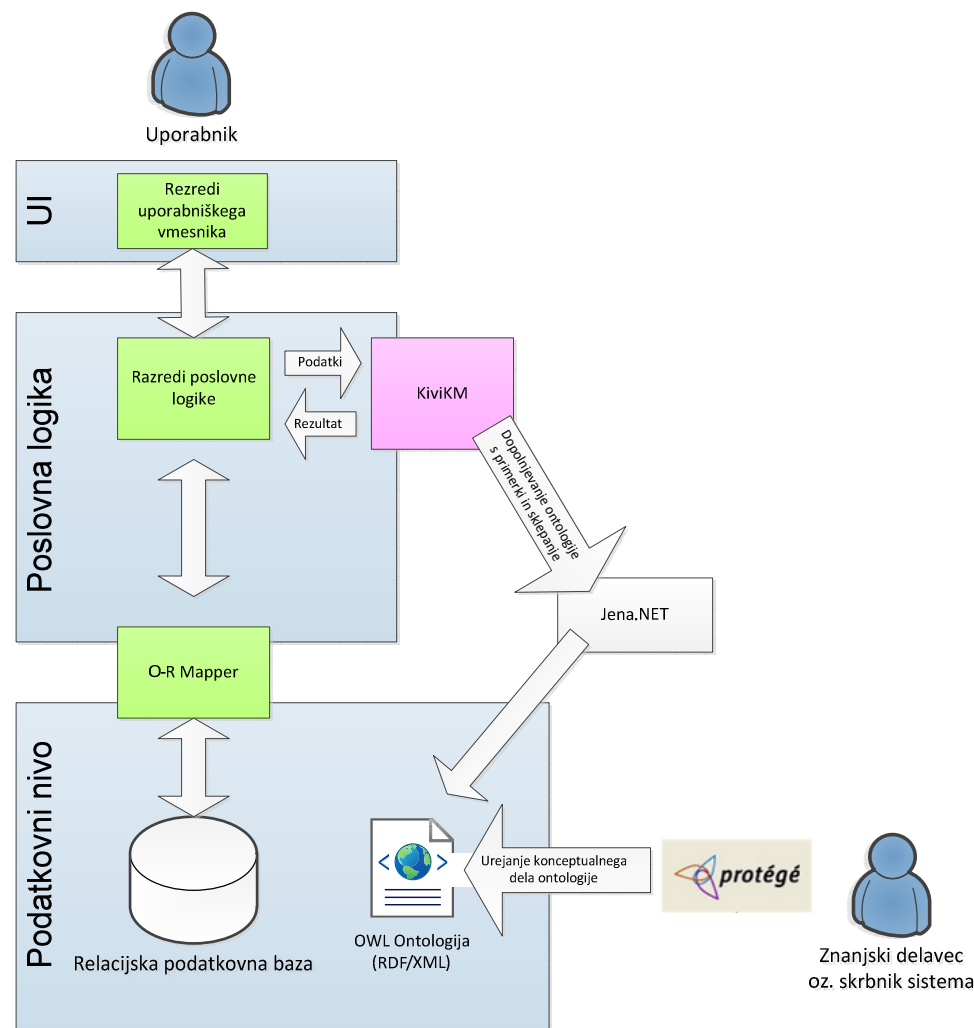 Uporabnik
UI
Rezredi
uporabniškega
vmesnika
Poslovna logika
Razredi poslovne
logike
Podatki
Rezultat
KiviKM
Dopolnjevanje ontologije
s primerki in sklepanje
Jena.NET
O-R Mapper
Podatkovni nivo
Relacijska podatkovna baza
OWL Ontologija
(RDF/XML)
Urejanje konceptualnega
dela ontologije
protégé
Znanjski delavec
oz. skrbnik sistema